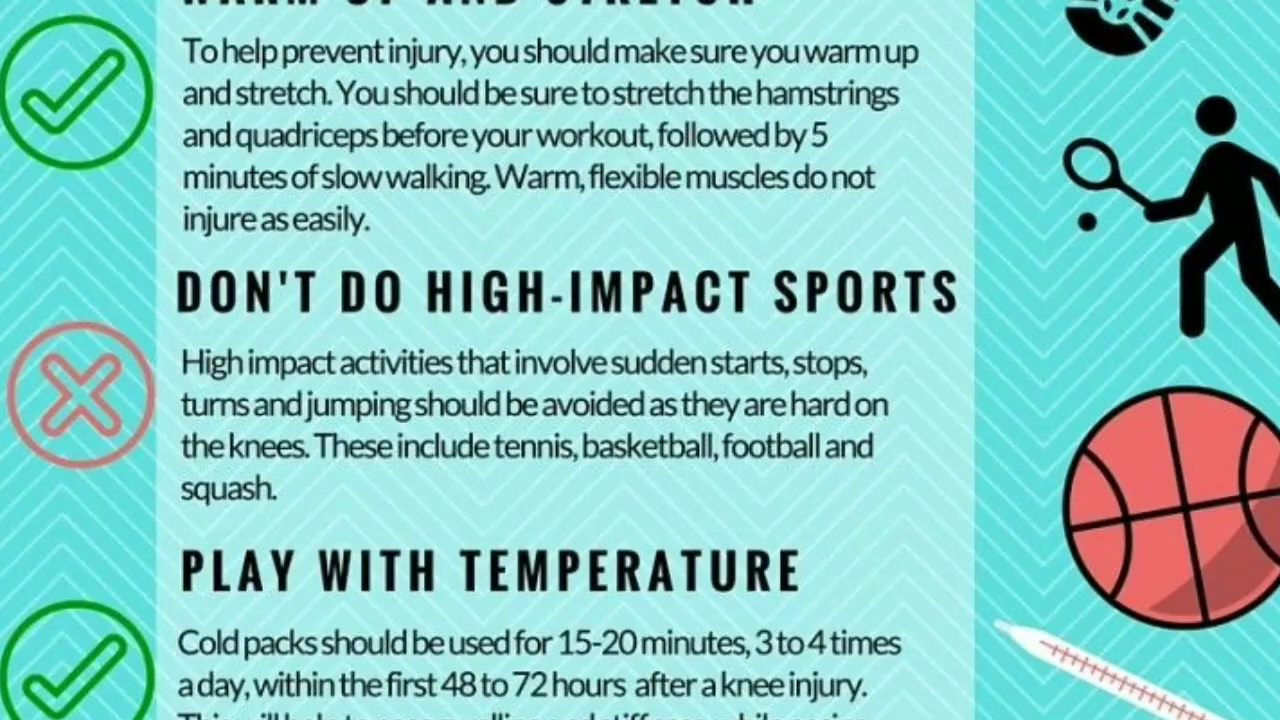 WARM UP AND STRETCH
To help prevent injury, you should make sure you warm up
and stretch. You should be sure to stretch the hamstrings
and quadriceps before your workout, followed by 5
minutes of slow walking. Warm, flexible muscles do not
injure as easily.
DON'T DO HIGH-IMPACT SPORTS
High impact activities that involve sudden starts, stops,
turns and jumping should be avoided as they are hard on
the knees. These include tennis, basketball, football and
squash.
PLAY WITH TEMPERATURE
Cold packs should be used for 15-20 minutes, 3 to 4 times
a day, within the first 48 to 72 hours after a knee injury.